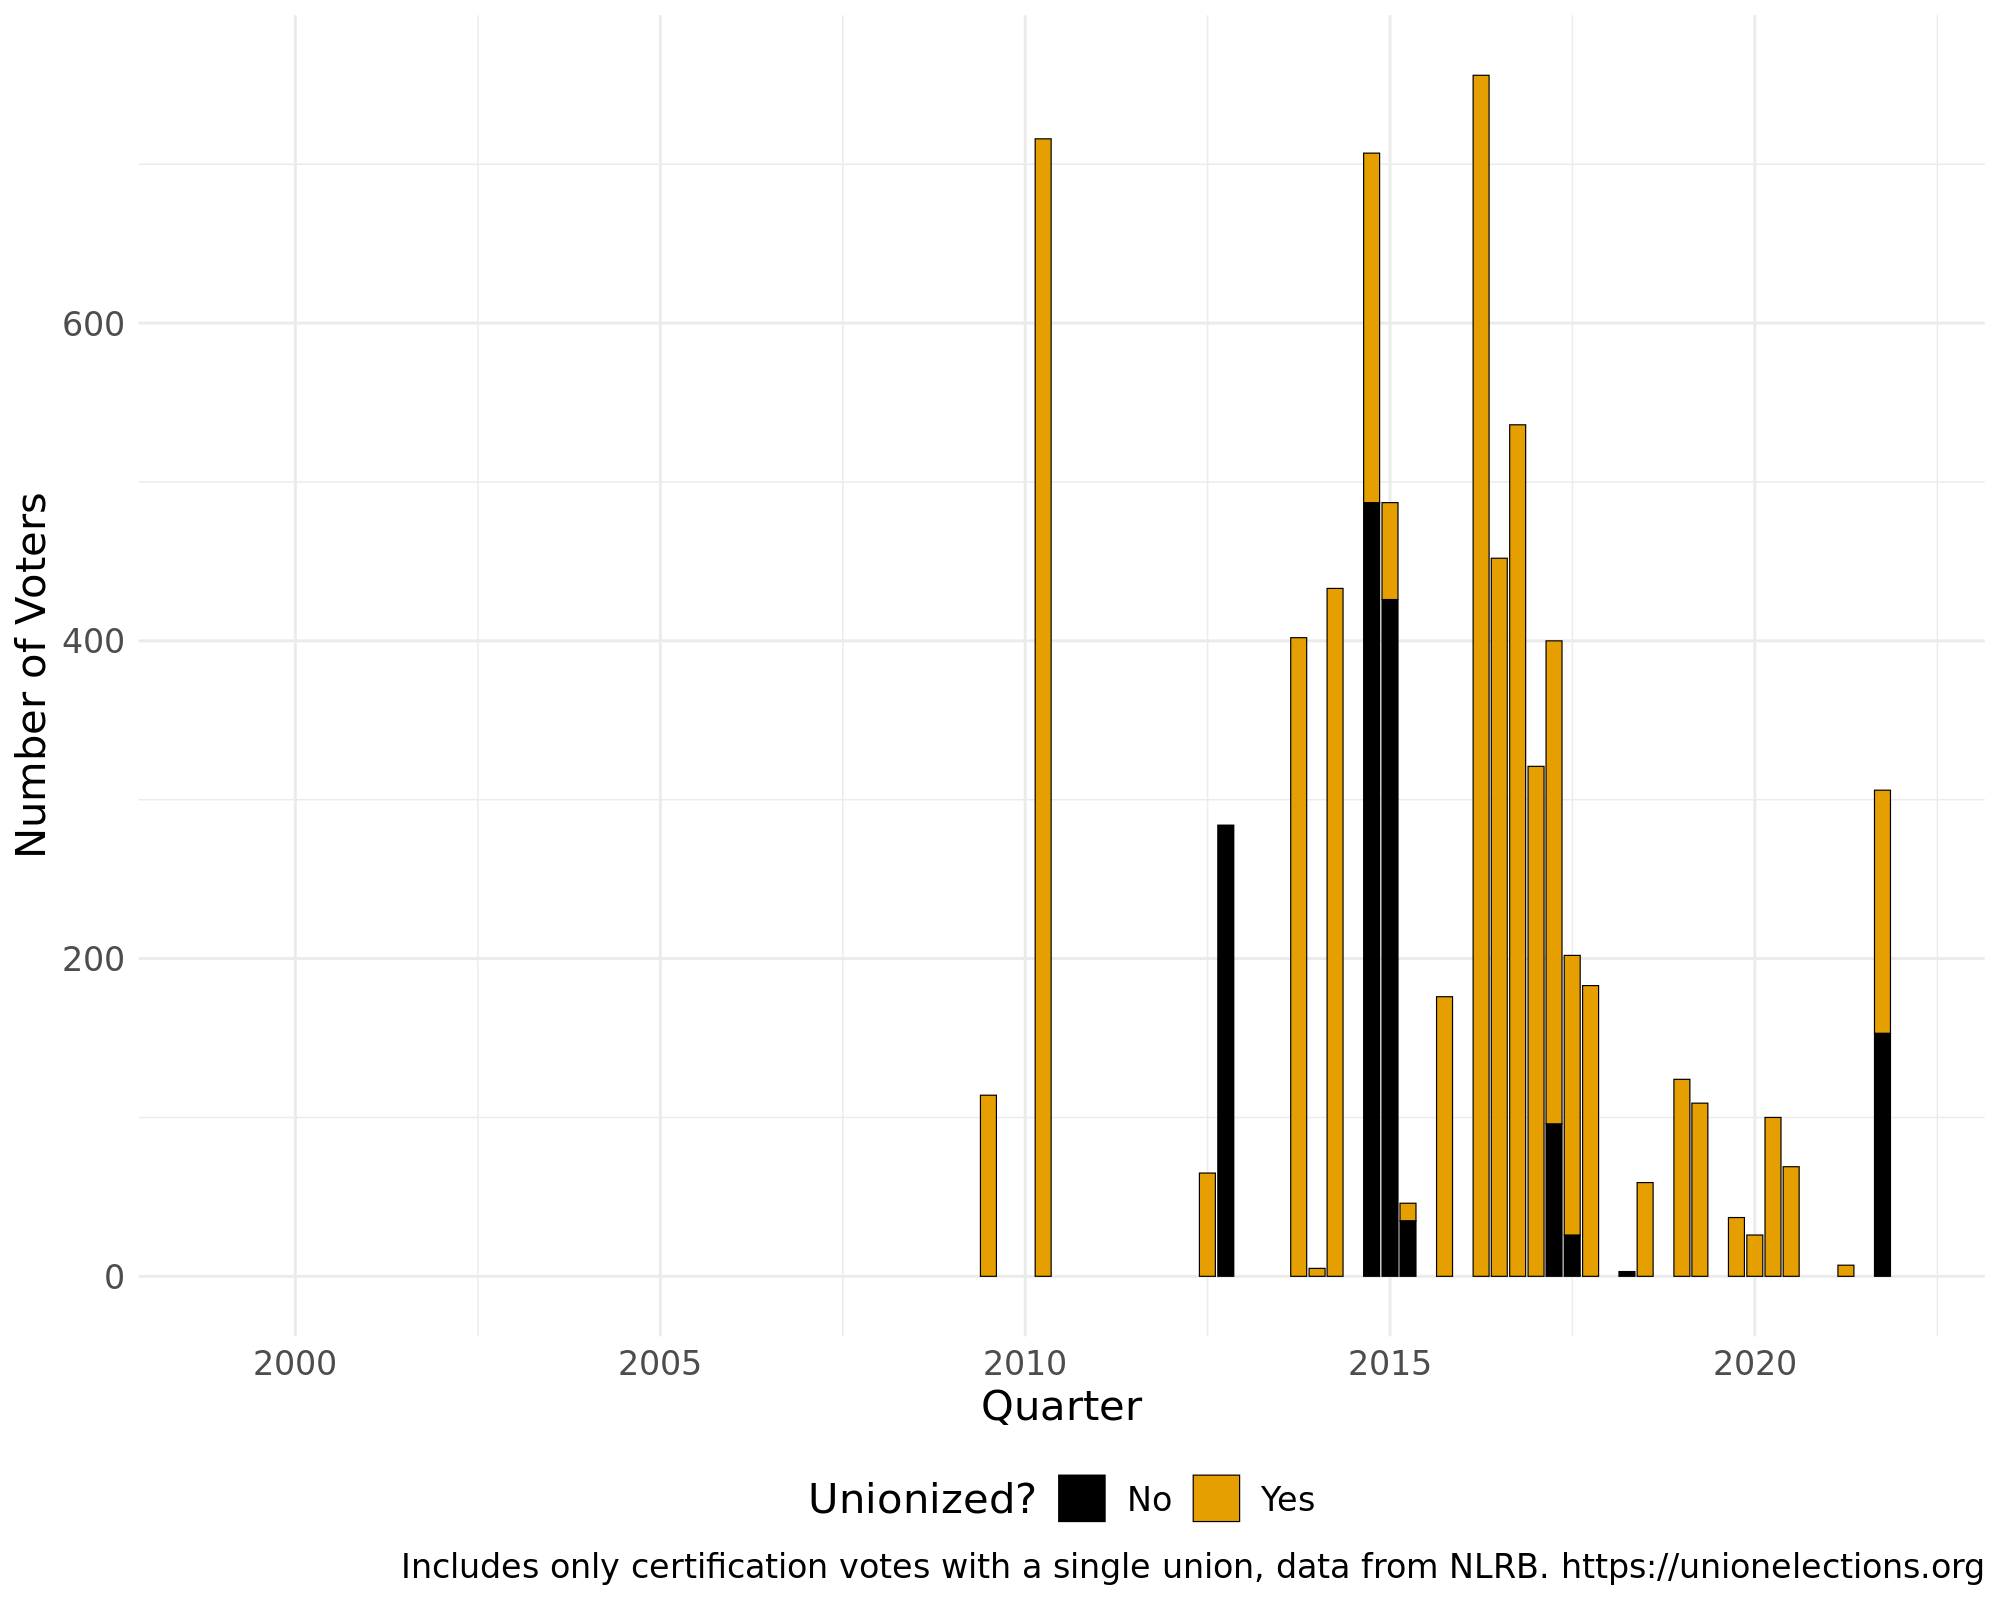 Number of Voters
600
400
200
0
2000 2005 2010 2015 2020
Quarter
Unionized? No Yes
Includes only certification votes with a single union, data from NLRB. https://unionelections.org